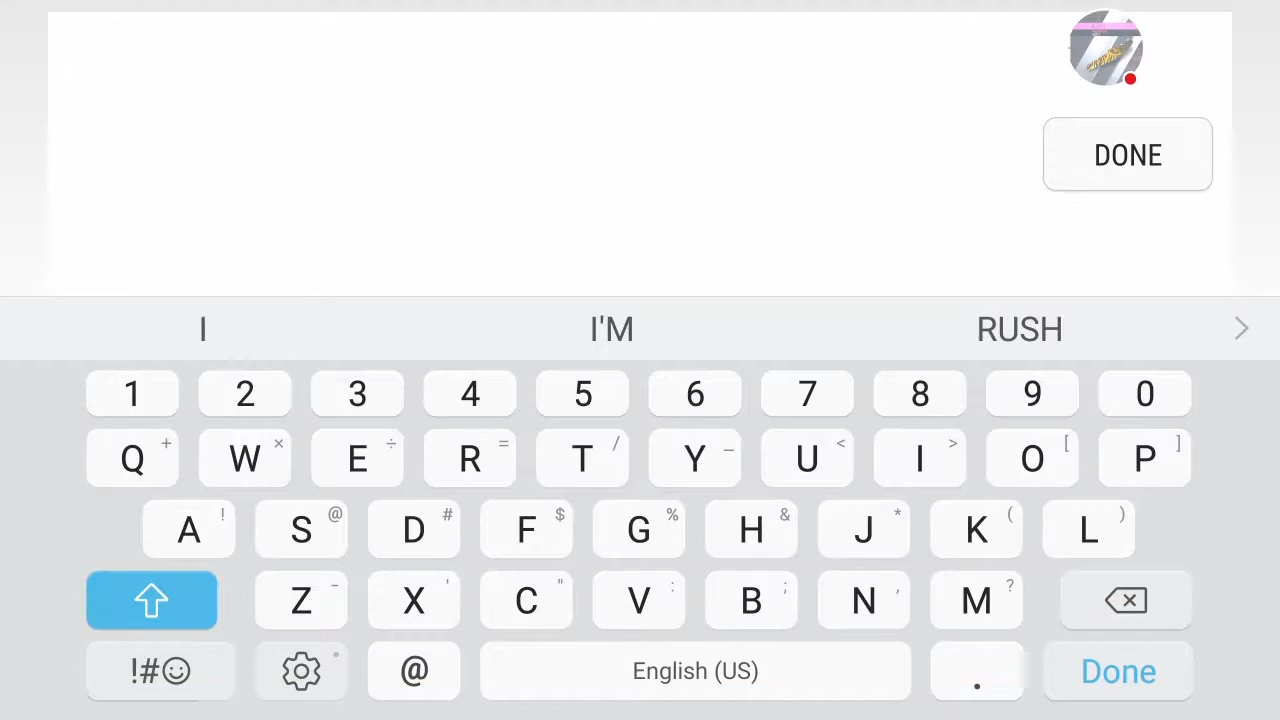 DONE
I I'M RUSH
1 2 3 4 5 6 7 8 9 0
Q + W × E ÷ R = T / Y _ U < I > O [ P ]
A ! S @ D # F $ G % H & J * K ( L )
Z - X ' C " V : B ; N , M ?
!#☺ @ English (US) . Done